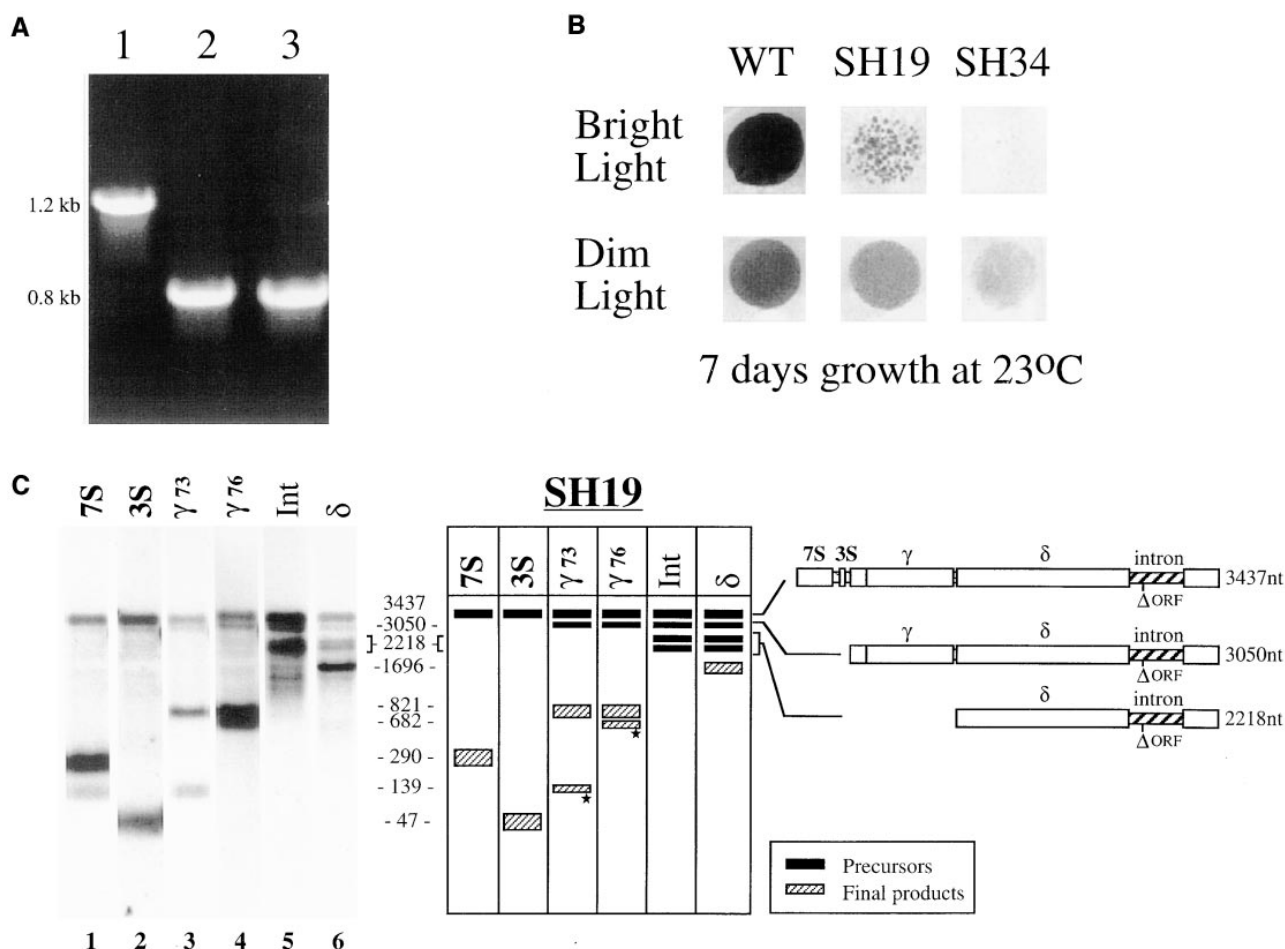 A
1 2 3
1.2 kb
0.8 kb
B
WT SH19 SH34
Bright
Light
Dim
Light
7 days growth at 23ºC
C
7S 3S γ73 γ76 Int δ
1 2 3 4 5 6
SH19
7S 3S γ73 γ76 Int δ
3437
-3050 -
- 2218 -
-1696 -
- 821 -
- 682 -
- 290 -
- 139 -
- 47 -
★
★
7S 3S γ δ intron
3437nt
Δ ORF
γ δ intron
3050nt
Δ ORF
δ intron
2218nt
Δ ORF
Precursors
Final products